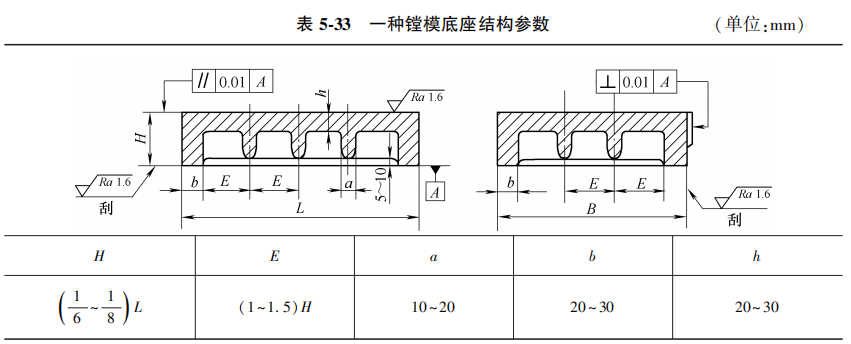 表 5-33 一种镗模底座结构参数 (单位:mm)
// 0.01 A
h
Ra 1.6
⊥ 0.01 A
H
Ra 1.6
刮
b E E a 5~10
A
L
b E E
B
Ra 1.6
刮
H E a b h
(1/6~1/8)L (1~1.5)H 10~20 20~30 20~30